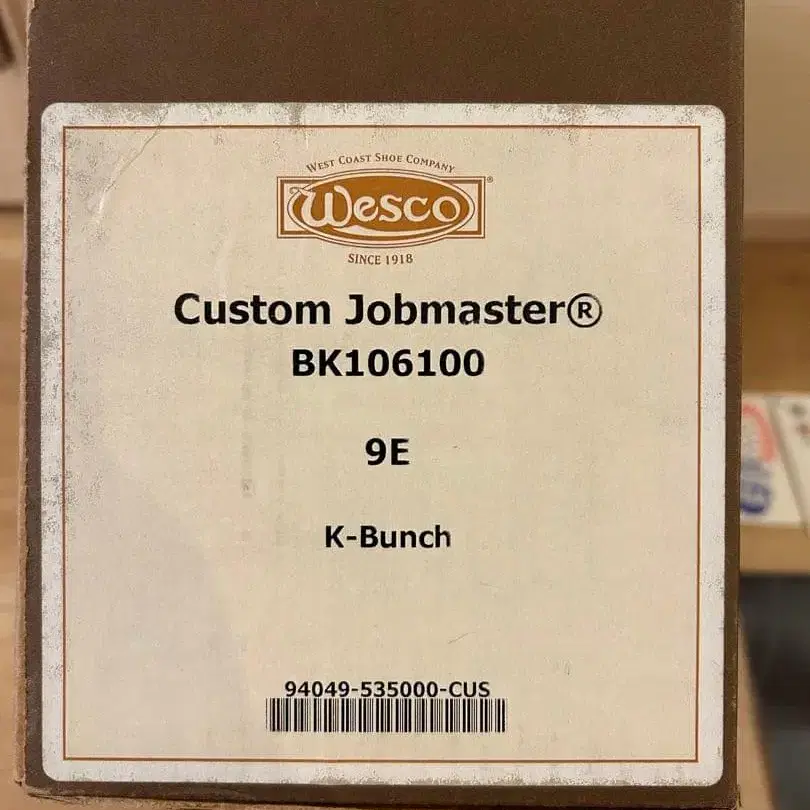 WEST COAST SHOE COMPANY
Wesco®
SINCE 1918
Custom Jobmaster®
BK106100
9E
K-Bunch
94049-535000-CUS